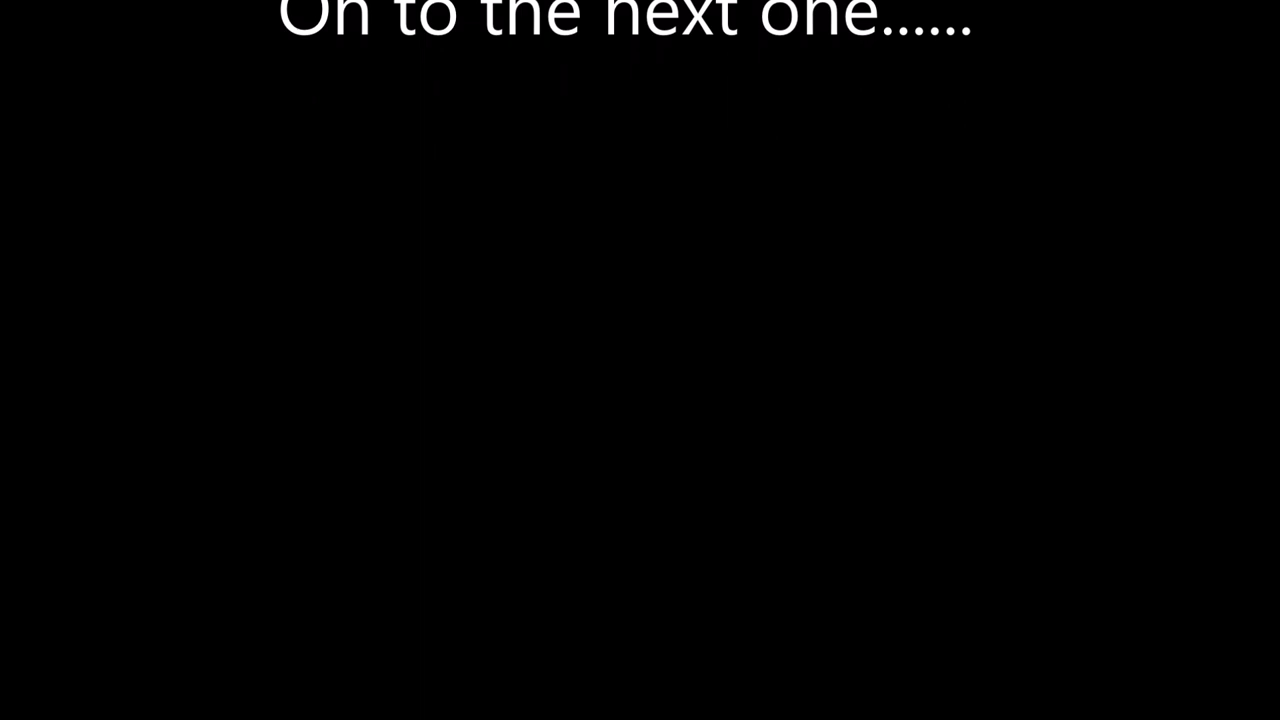 On to the next one......